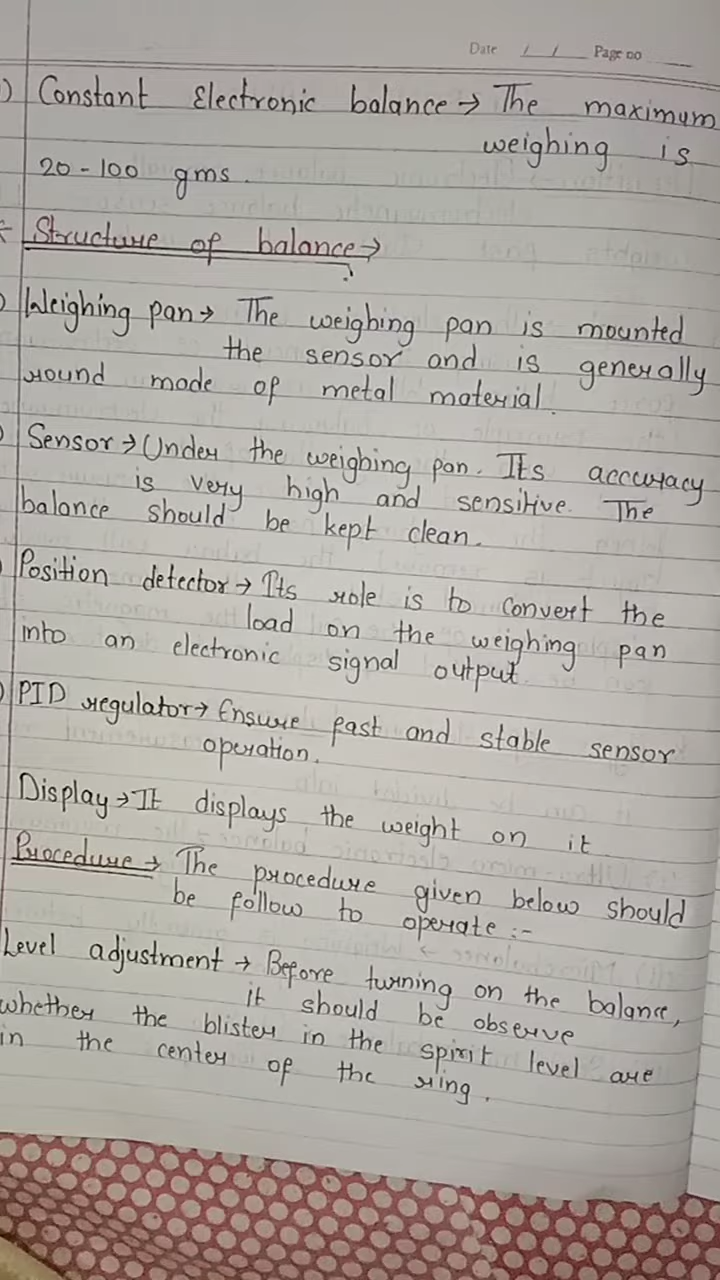 Date / / Page no
) Constant Electronic balance → The maximum
weighing is
20 - 100 gms.
Structure of balance →
Weighing pan → The weighing pan is mounted
the sensor and is generally
round made of metal material.
Sensor → Under the weighing pan. Its accuracy
is very high and sensitive. The
balance should be kept clean.
Position detector → Its role is to convert the
load on the weighing pan
into an electronic signal output.
PID regulator → Ensure fast and stable sensor
operation.
Display → It displays the weight on it
Procedure → The procedure given below should
be follow to operate :-
Level adjustment → Before turning on the balance,
it should be observe
whether the blister in the spirit level are
in the center of the ring.